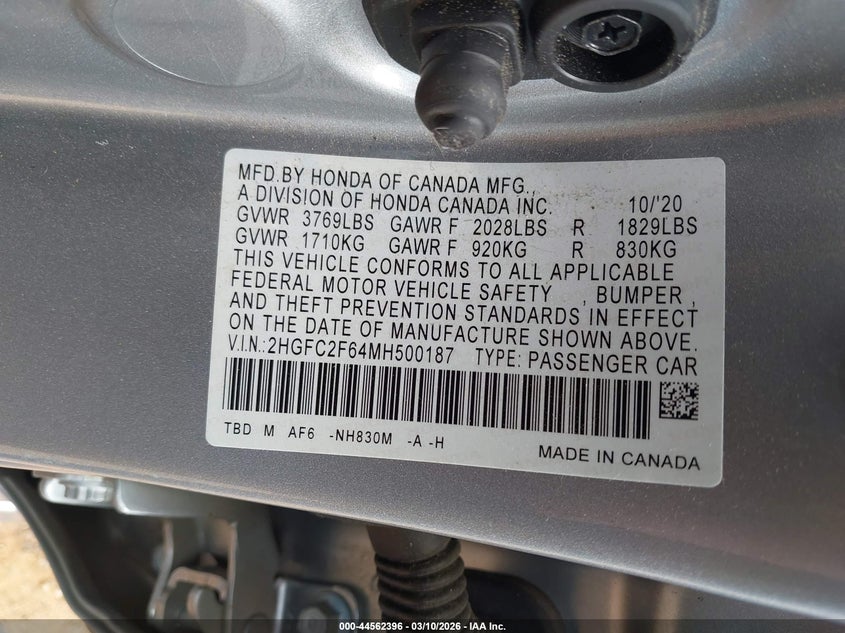 MFD.BY HONDA OF CANADA MFG.,
A DIVISION OF HONDA CANADA INC. 10/'20
GVWR 3769LBS GAWR F 2028LBS R 1829LBS
GVWR 1710KG GAWR F 920KG R 830KG
THIS VEHICLE CONFORMS TO ALL APPLICABLE
FEDERAL MOTOR VEHICLE SAFETY , BUMPER ,
AND THEFT PREVENTION STANDARDS IN EFFECT
ON THE DATE OF MANUFACTURE SHOWN ABOVE.
V.I.N.:2HGFC2F64MH500187 TYPE: PASSENGER CAR
TBD M AF6 -NH830M -A -H
MADE IN CANADA
000-44562396 - 03/10/2026 - IAA Inc.